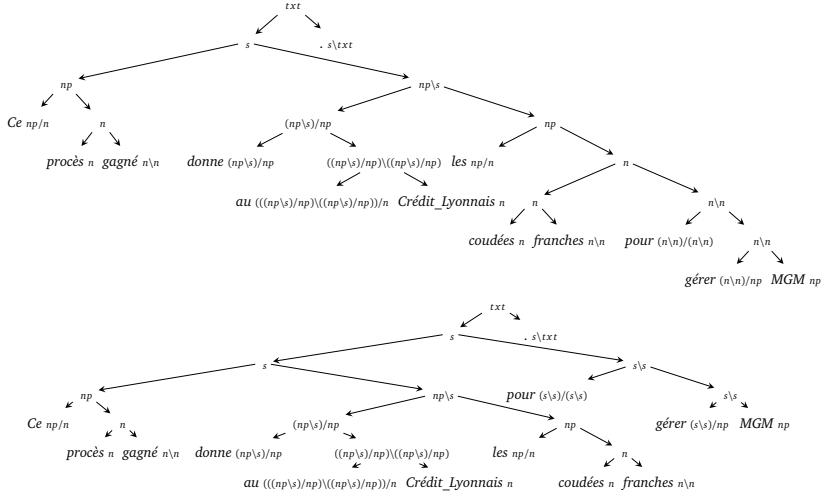 txt
s . s\txt
np np\s
Ce np/n n (np\s)/np np
procès n gagné n\n donne (np\s)/np ((np\s)/np)\((np\s)/np) les np/n n
au (((np\s)/np)\((np\s)/np))/n Crédit_Lyonnais n n n\n
coudées n franches n\n pour (n\n)/(n\n) n\n
gérer (n\n)/np MGM np
txt
s . s\txt
s s\s
np np\s pour (s\s)/(s\s) s\s
Ce np/n n (np\s)/np np gérer (s\s)/np MGM np
procès n gagné n\n donne (np\s)/np ((np\s)/np)\((np\s)/np) les np/n n
au (((np\s)/np)\((np\s)/np))/n Crédit_Lyonnais n coudées n franches n\n